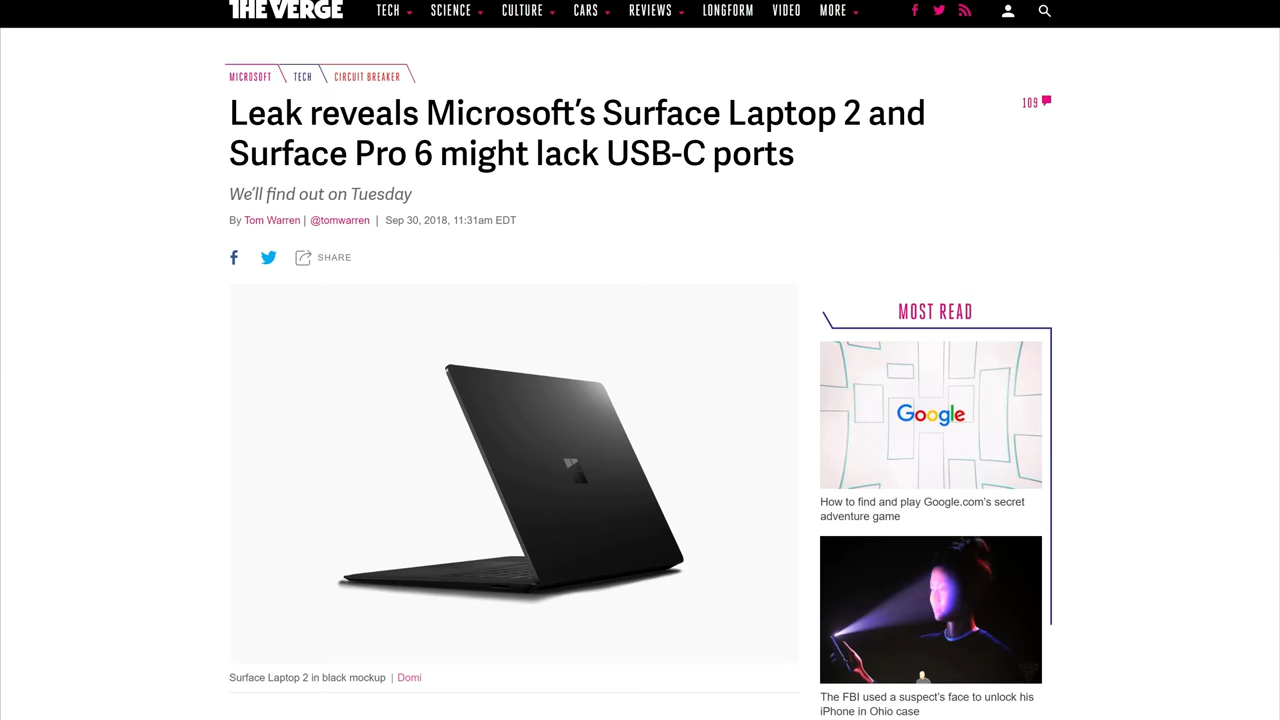 THE VERGE
TECH SCIENCE CULTURE CARS REVIEWS LONGFORM VIDEO MORE
MICROSOFT TECH CIRCUIT BREAKER
Leak reveals Microsoft’s Surface Laptop 2 and
Surface Pro 6 might lack USB-C ports
109
We’ll find out on Tuesday
By Tom Warren | @tomwarren | Sep 30, 2018, 11:31am EDT
SHARE
Surface Laptop 2 in black mockup | Domi
MOST READ
Google
How to find and play Google.com’s secret
adventure game
The FBI used a suspect’s face to unlock his
iPhone in Ohio case